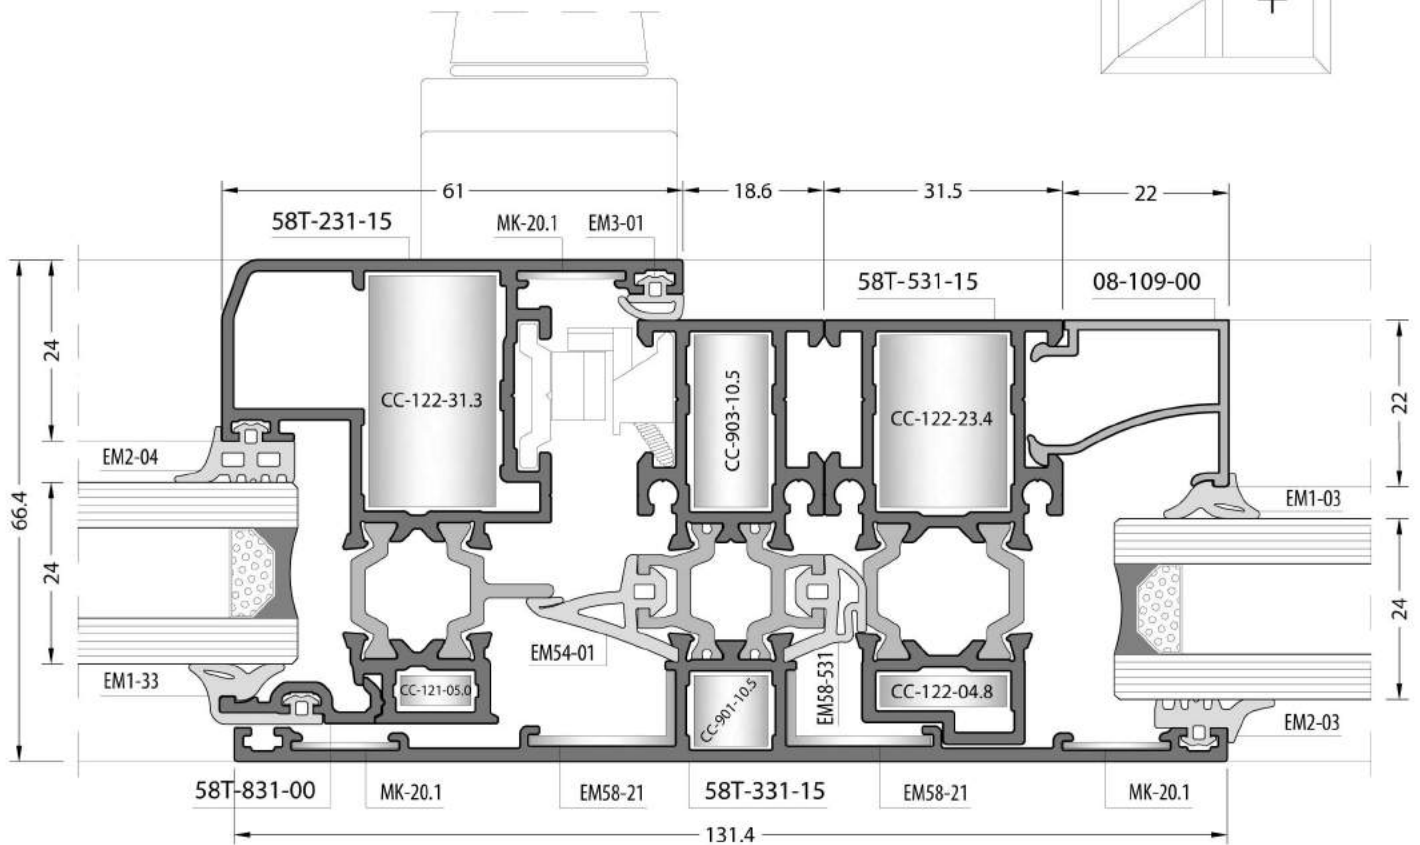 61
18.6
31.5
22
58T-231-15
MK-20.1
EM3-01
58T-531-15
08-109-00
24
CC-122-31.3
CC-903-10.5
CC-122-23.4
22
EM2-04
EM1-03
66.4
24
24
EM54-01
EM58-531
EM1-33
CC-121-05.0
CC-901-10.5
CC-122-04.8
EM2-03
58T-831-00
MK-20.1
EM58-21
58T-331-15
EM58-21
MK-20.1
131.4